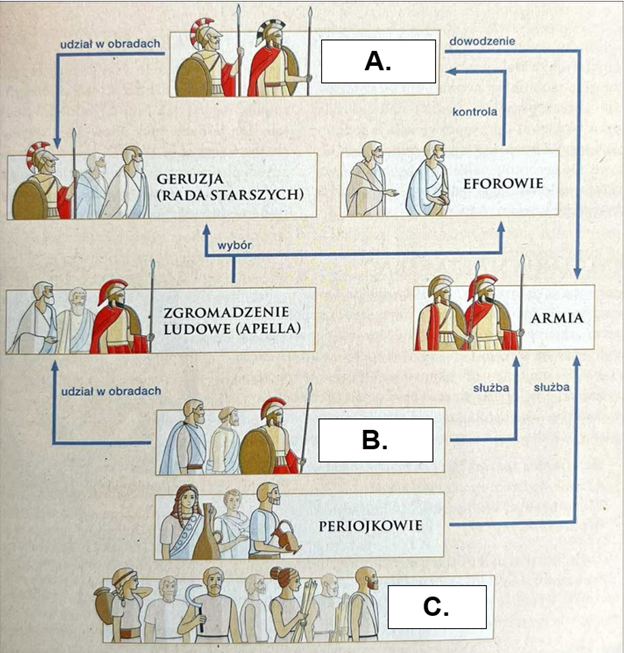 udział w obradach
A.
dowodzenie
kontrola
GERUZJA
(RADA STARSZYCH)
EFOROWIE
wybór
ZGROMADZENIE
LUDOWE (APELLA)
ARMIA
udział w obradach
służba
służba
B.
PERIOJKOWIE
C.